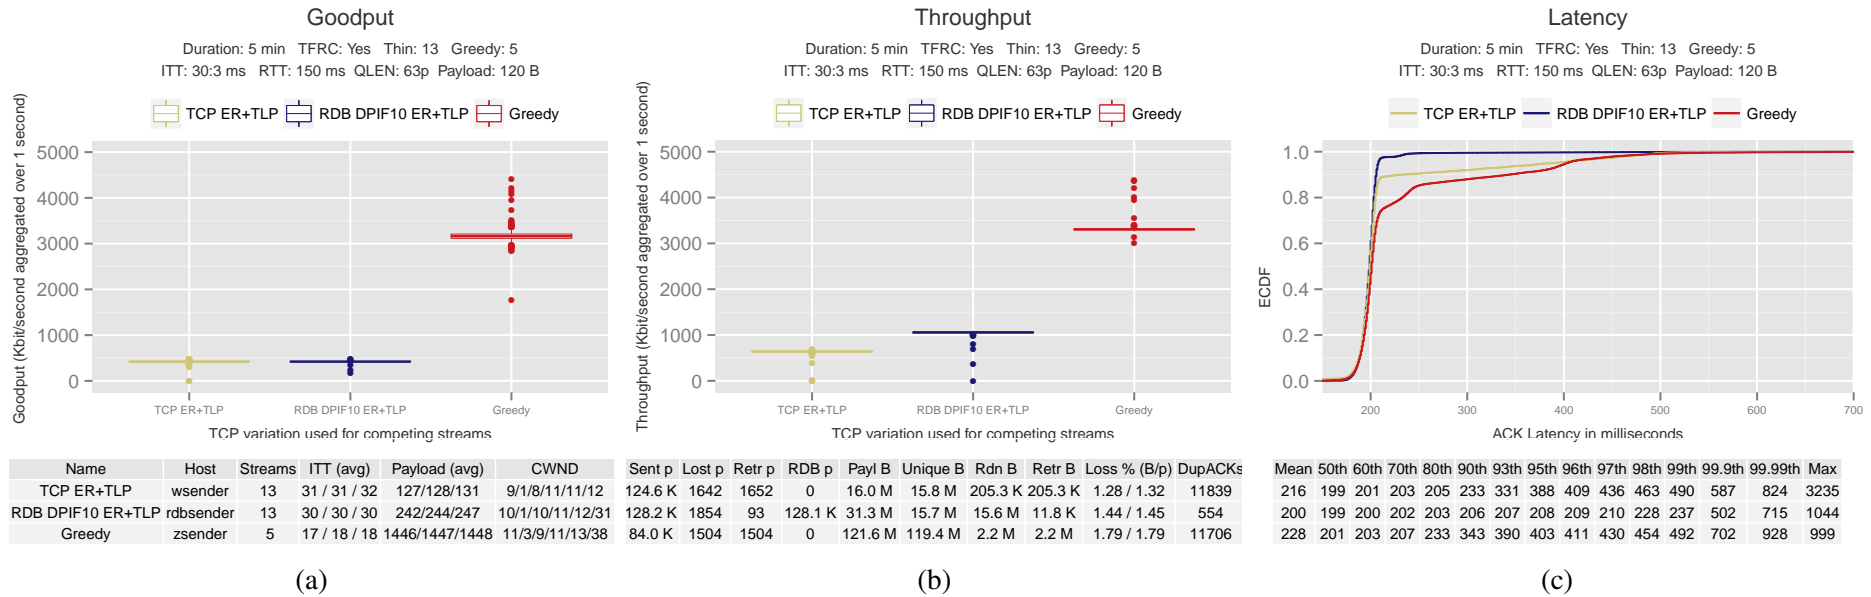 Goodput
Duration: 5 min TFRC: Yes Thin: 13 Greedy: 5
ITT: 30:3 ms RTT: 150 ms QLEN: 63p Payload: 120 B
TCP ER+TLP RDB DPIF10 ER+TLP Greedy
Goodput (Kbit/second aggregated over 1 second)
5000
4000
3000
2000
1000
0
TCP ER+TLP RDB DPIF10 ER+TLP Greedy
TCP variation used for competing streams
Name Host Streams ITT (avg) Payload (avg) CWND
TCP ER+TLP wsender 13 31 / 31 / 32 127/128/131 9/1/8/11/11/12
RDB DPIF10 ER+TLP rdbsender 13 30 / 30 / 30 242/244/247 10/1/10/11/12/31
Greedy zsender 5 17 / 18 / 18 1446/1447/1448 11/3/9/11/13/38
(a)
Throughput
Duration: 5 min TFRC: Yes Thin: 13 Greedy: 5
ITT: 30:3 ms RTT: 150 ms QLEN: 63p Payload: 120 B
TCP ER+TLP RDB DPIF10 ER+TLP Greedy
Throughput (Kbit/second aggregated over 1 second)
5000
4000
3000
2000
1000
0
TCP ER+TLP RDB DPIF10 ER+TLP Greedy
TCP variation used for competing streams
Sent p Lost p Retr p RDB p Payl B Unique B Rdn B Retr B Loss % (B/p) DupACKs
124.6 K 1642 1652 0 16.0 M 15.8 M 205.3 K 205.3 K 1.28 / 1.32 11839
128.2 K 1854 93 128.1 K 31.3 M 15.7 M 15.6 M 11.8 K 1.44 / 1.45 554
84.0 K 1504 1504 0 121.6 M 119.4 M 2.2 M 2.2 M 1.79 / 1.79 11706
(b)
Latency
Duration: 5 min TFRC: Yes Thin: 13 Greedy: 5
ITT: 30:3 ms RTT: 150 ms QLEN: 63p Payload: 120 B
TCP ER+TLP RDB DPIF10 ER+TLP Greedy
ECDF
1.0
0.8
0.6
0.4
0.2
0.0
200 300 400 500 600 700
ACK Latency in milliseconds
Mean 50th 60th 70th 80th 90th 93th 95th 96th 97th 98th 99th 99.9th 99.99th Max
216 199 201 203 205 233 331 388 409 436 463 490 587 824 3235
200 199 200 202 203 206 207 208 209 210 228 237 502 715 1044
228 201 203 207 233 343 390 403 411 430 454 492 702 928 999
(c)